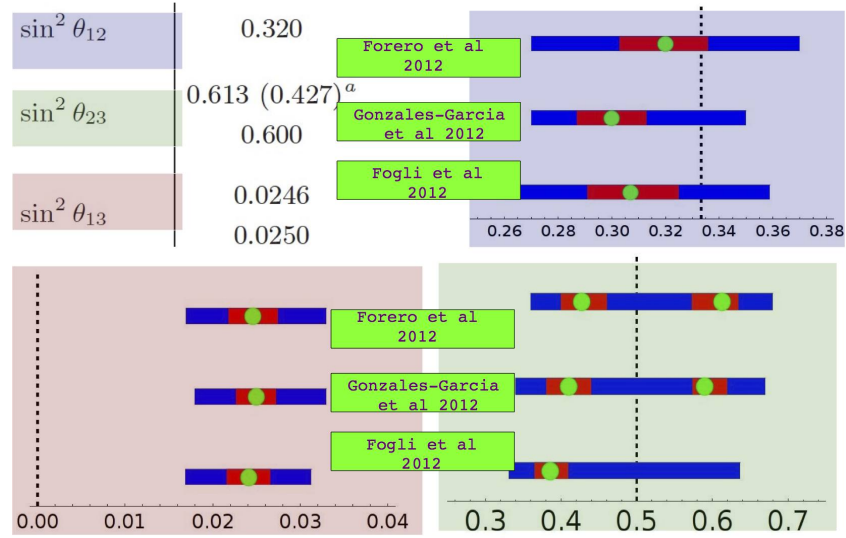 sin² θ₁₂ 0.320
sin² θ₂₃ 0.613 (0.427)ᵃ
0.600
sin² θ₁₃ 0.0246
0.0250
Forero et al
2012
Gonzales-Garcia
et al 2012
Fogli et al
2012
0.26 0.28 0.30 0.32 0.34 0.36 0.38
Forero et al
2012
Gonzales-Garcia
et al 2012
Fogli et al
2012
0.00 0.01 0.02 0.03 0.04
0.3 0.4 0.5 0.6 0.7